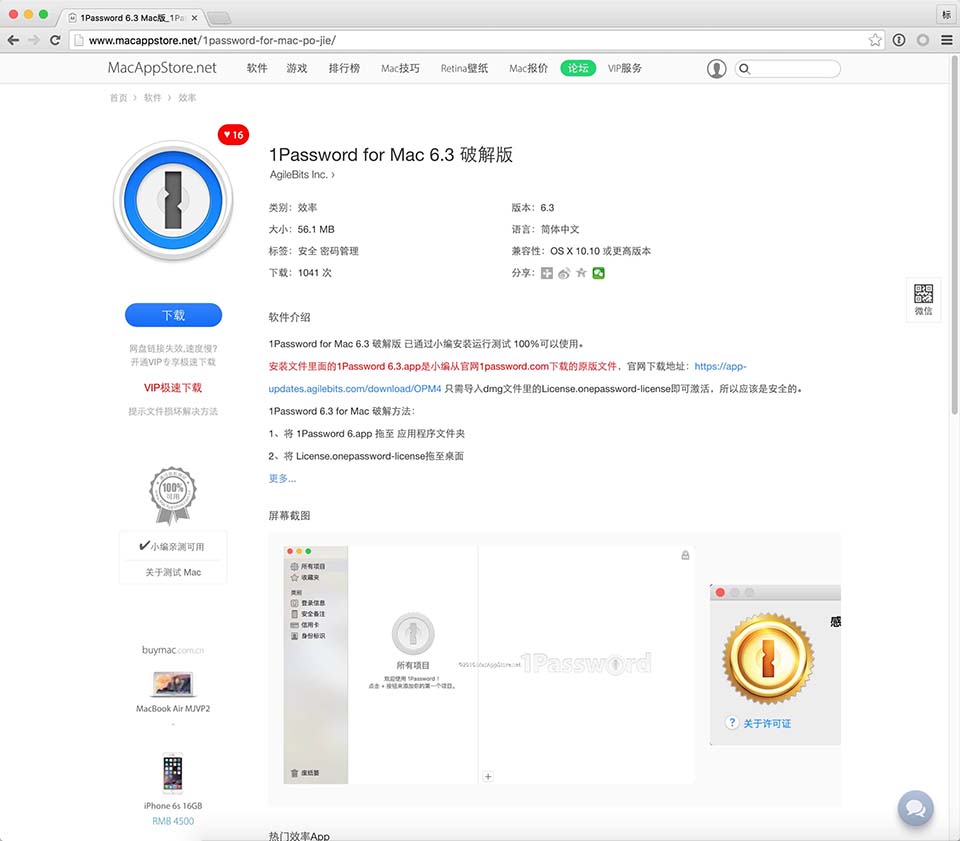 1Password 6.3 Mac版_1Pa
标
www.macappstore.net/1password-for-mac-po-jie/
MacAppStore.net 软件 游戏 排行榜 Mac技巧 Retina壁纸 Mac报价 论坛 VIP服务
首页 > 软件 > 效率
♥ 16
1Password for Mac 6.3 破解版
AgileBits Inc. ›
类别：效率
版本：6.3
大小：56.1 MB
语言：简体中文
标签：安全 密码管理
兼容性：OS X 10.10 或更高版本
下载：1041 次
分享：
微信
下载
网盘链接失效,速度慢?
开通VIP专享极速下载
VIP极速下载
提示文件损坏解决方法
软件介绍
1Password for Mac 6.3 破解版 已通过小编安装运行测试 100%可以使用。
安装文件里面的1Password 6.3.app是小编从官网1password.com下载的原版文件，官网下载地址：https://app-
updates.agilebits.com/download/OPM4 只需导入dmg文件里的License.onepassword-license即可激活，所以应该是安全的。
1Password 6.3 for Mac 破解方法：
1、将 1Password 6.app 拖至 应用程序文件夹
2、将 License.onepassword-license拖至桌面
更多...
100%
可用
✔小编亲测可用
关于测试 Mac
屏幕截图
所有项目
收藏夹
类别
登录信息
安全备注
信用卡
身份标识
废纸篓
所有项目
欢迎使用 1Password！
点击 + 按钮来添加你的第一个项目。
1Password
感
? 关于许可证
buymac.com.cn
MacBook Air MJVP2
-
iPhone 6s 16GB
RMB 4500
热门效率App